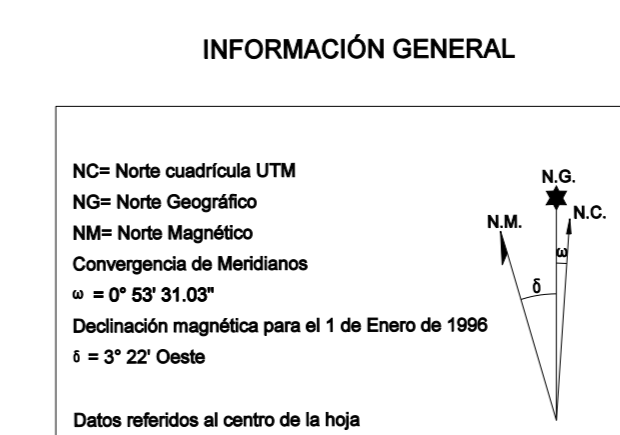 INFORMACIÓN GENERAL
NC= Norte cuadrícula UTM
NG= Norte Geográfico
NM= Norte Magnético
Convergencia de Meridianos
ω = 0° 53' 31.03"
Declinación magnética para el 1 de Enero de 1996
δ = 3° 22' Oeste
Datos referidos al centro de la hoja
N.G.
N.M.
N.C.
ω
δ